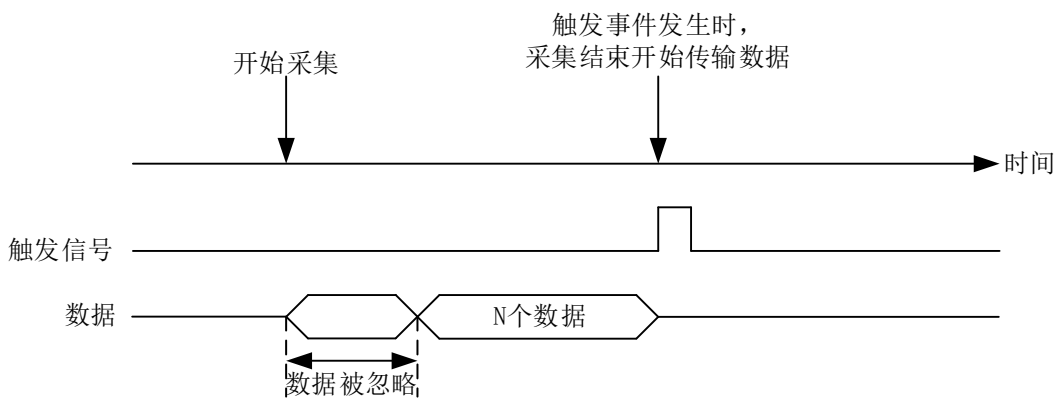 触发事件发生时，
采集结束开始传输数据
开始采集
时间
触发信号
数据
N个数据
数据被忽略